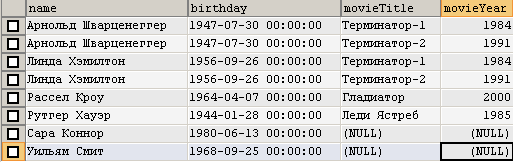 name birthday movieTitle movieYear
Арнольд Шварценеггер 1947-07-30 00:00:00 Терминатор-1 1984
Арнольд Шварценеггер 1947-07-30 00:00:00 Терминатор-2 1991
Линда Хэмилтон 1956-09-26 00:00:00 Терминатор-1 1984
Линда Хэмилтон 1956-09-26 00:00:00 Терминатор-2 1991
Рассел Кроу 1964-04-07 00:00:00 Гладиатор 2000
Рутгер Хауэр 1944-01-28 00:00:00 Леди Ястреб 1985
Сара Коннор 1980-06-13 00:00:00 (NULL) (NULL)
Уильям Смит 1968-09-25 00:00:00 (NULL) (NULL)